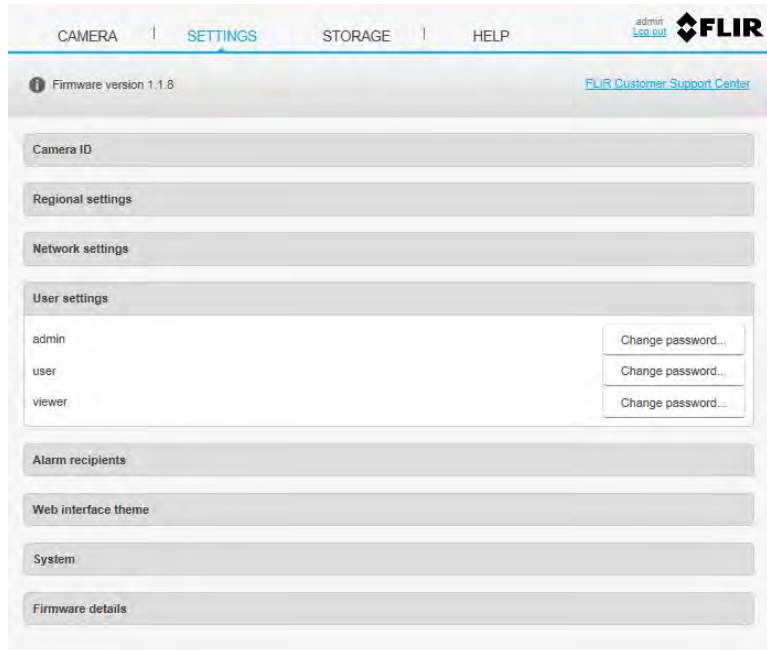 CAMERA | SETTINGS STORAGE | HELP
admin
Log out
FLIR
Firmware version 1.1.8
FLIR Customer Support Center
Camera ID
Regional settings
Network settings
User settings
admin Change password...
user Change password...
viewer Change password...
Alarm recipients
Web interface theme
System
Firmware details